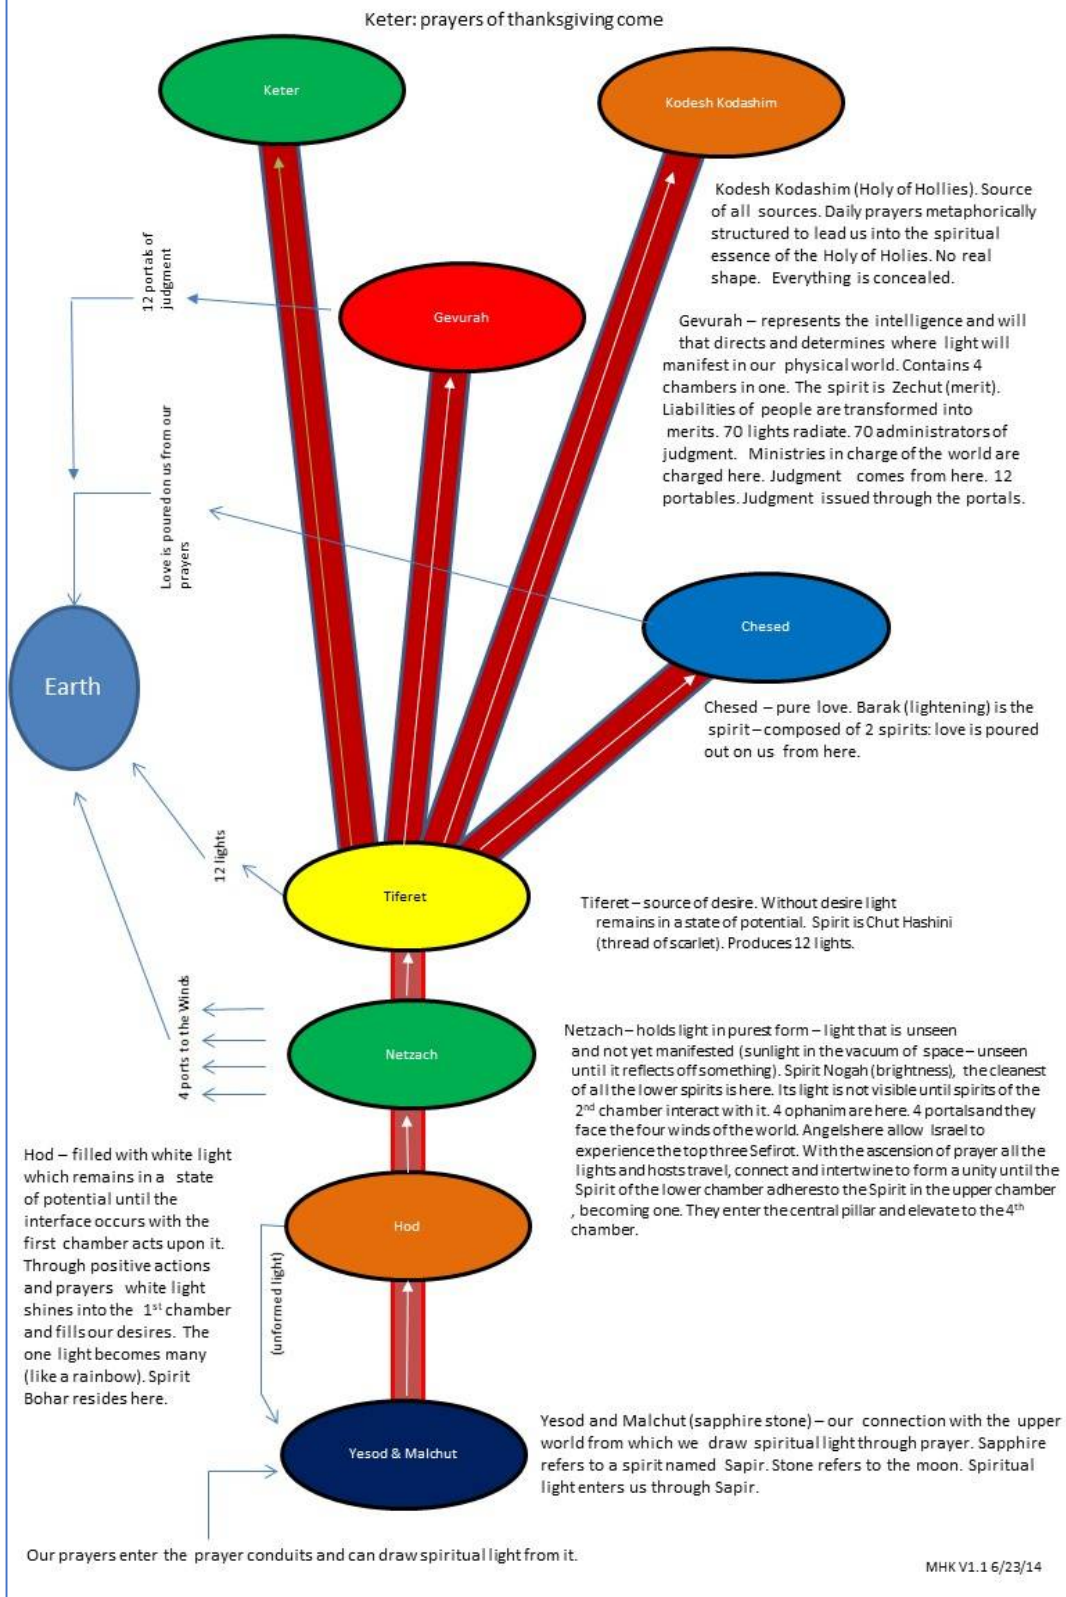 Keter: prayers of thanksgiving come
Keter
Kodesh Kodashim
Kodesh Kodashim (Holy of Hollies). Source
of all sources. Daily prayers metaphorically
structured to lead us into the spiritual
essence of the Holy of Holies. No real
shape. Everything is concealed.
12 portals of
judgment
Gevurah
Gevurah – represents the intelligence and will
that directs and determines where light will
manifest in our physical world. Contains 4
chambers in one. The spirit is Zechut (merit).
Liabilities of people are transformed into
merits. 70 lights radiate. 70 administrators of
judgment. Ministries in charge of the world are
charged here. Judgment comes from here. 12
portables. Judgment issued through the portals.
Love is poured on us from our
prayers
Chesed
Earth
Chesed – pure love. Barak (lightening) is the
spirit – composed of 2 spirits: love is poured
out on us from here.
12 lights
Tiferet
Tiferet – source of desire. Without desire light
remains in a state of potential. Spirit is Chut Hashini
(thread of scarlet). Produces 12 lights.
4 ports to the Winds
Netzach
Netzach – holds light in purest form – light that is unseen
and not yet manifested (sunlight in the vacuum of space – unseen
until it reflects off something). Spirit Nogah (brightness), the cleanest
of all the lower spirits is here. Its light is not visible until spirits of the
2nd chamber interact with it. 4 ophanim are here. 4 portals and they
face the four winds of the world. Angels here allow Israel to
experience the top three Sefirot. With the ascension of prayer all the
lights and hosts travel, connect and intertwine to form a unity until the
Spirit of the lower chamber adheres to the Spirit in the upper chamber
, becoming one. They enter the central pillar and elevate to the 4th
chamber.
Hod – filled with white light
which remains in a state
of potential until the
interface occurs with the
first chamber acts upon it.
Through positive actions
and prayers white light
shines into the 1st chamber
and fills our desires. The
one light becomes many
(like a rainbow). Spirit
Bohar resides here.
Hod
(unformed light)
Yesod & Malchut
Yesod and Malchut (sapphire stone) – our connection with the upper
world from which we draw spiritual light through prayer. Sapphire
refers to a spirit named Sapir. Stone refers to the moon. Spiritual
light enters us through Sapir.
Our prayers enter the prayer conduits and can draw spiritual light from it.
MHK V1.1 6/23/14